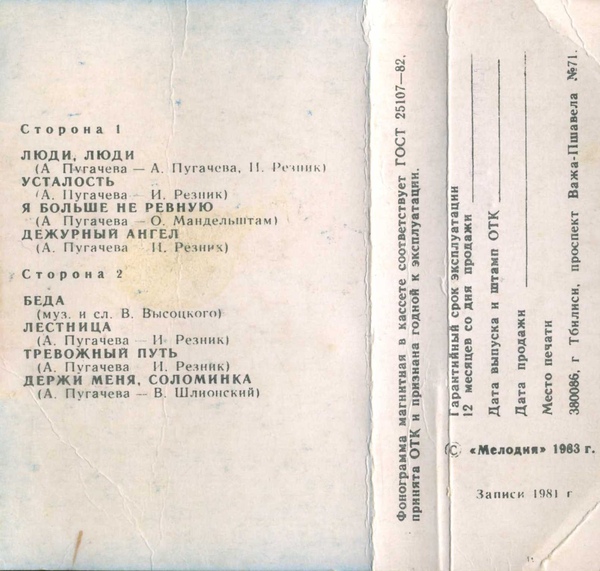 Сторона 1
ЛЮДИ, ЛЮДИ
(А Пугачева — А. Пугачева, И. Резник)
УСТАЛОСТЬ
(А. Пугачева — И. Резник)
Я БОЛЬШЕ НЕ РЕВНУЮ
(А Пугачева — О. Мандельштам)
ДЕЖУРНЫЙ АНГЕЛ
(А. Пугачева И. Резник)
Сторона 2
БЕДА
(муз. и сл. В. Высоцкого)
ЛЕСТНИЦА
(А. Пугачева — И Резник)
ТРЕВОЖНЫЙ ПУТЬ
(А. Пугачева И. Резник)
ДЕРЖИ МЕНЯ, СОЛОМИНКА
(А. Пугачева — В. Шлионский)
Фонограмма магнитная в кассете соответствует ГОСТ 25107—82.
принята ОТК и признана годной к эксплуатации.
Гарантийный срок эксплуатации
12 месяцев со дня продажи
Дата выпуска и штамп ОТК
Дата продажи
Место печати
380086, г Тбилиси, проспект Важа-Пшавела №71.
© «Мелодия» 1983 г.
Записи 1981 г